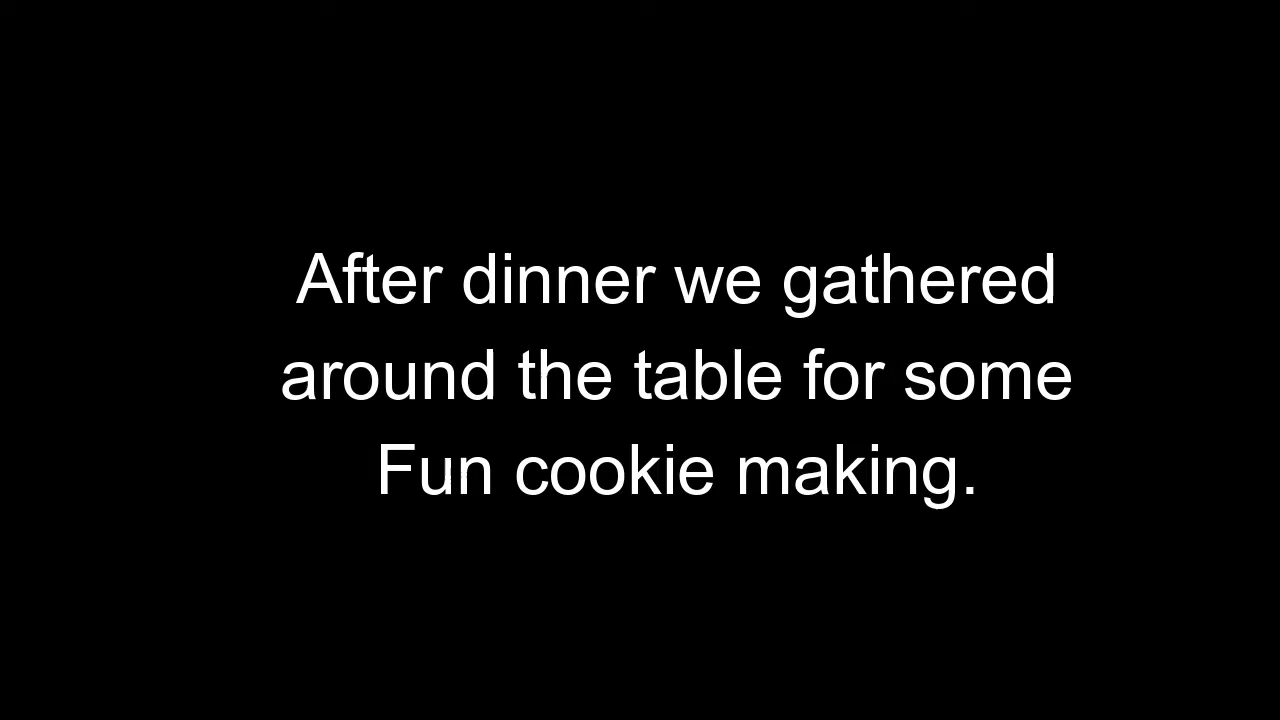 After dinner we gathered
around the table for some
Fun cookie making.